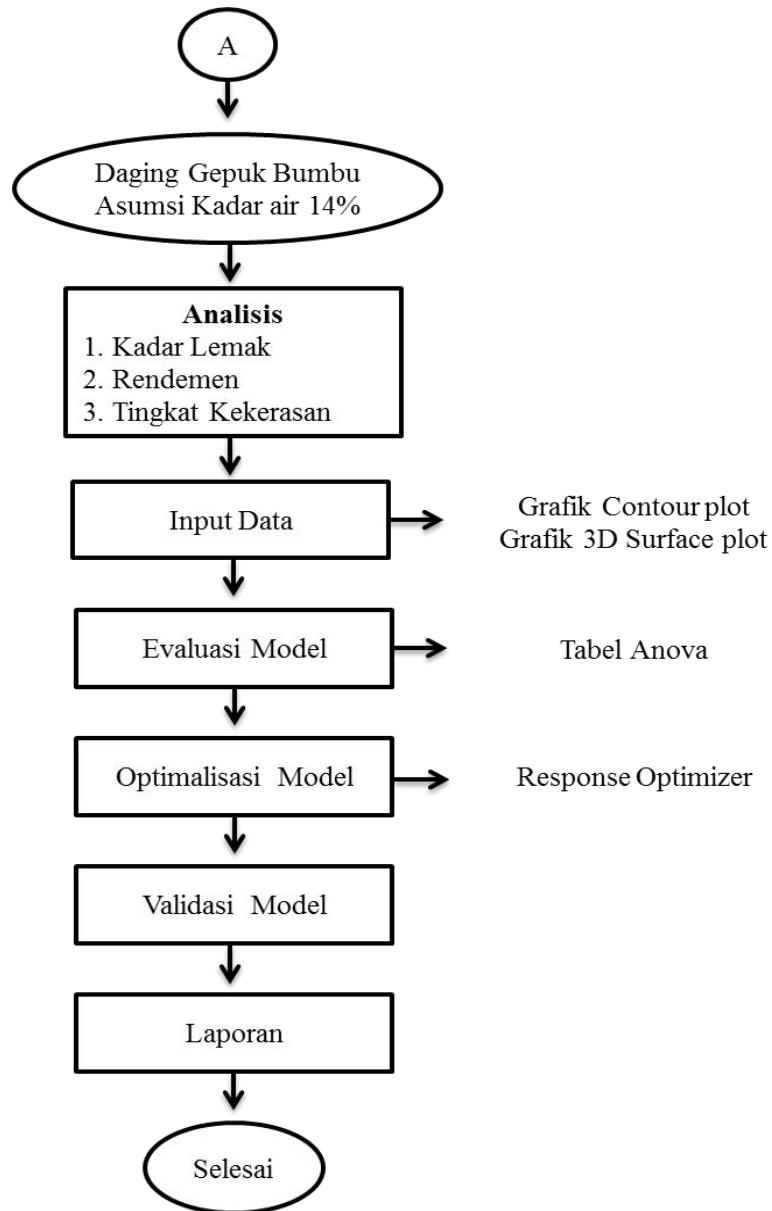 A
Daging Gepuk Bumbu
Asumsi Kadar air 14%
Analisis
1. Kadar Lemak
2. Rendemen
3. Tingkat Kekerasan
Input Data
Grafik Contour plot
Grafik 3D Surface plot
Evaluasi Model
Tabel Anova
Optimalisasi Model
Response Optimizer
Validasi Model
Laporan
Selesai